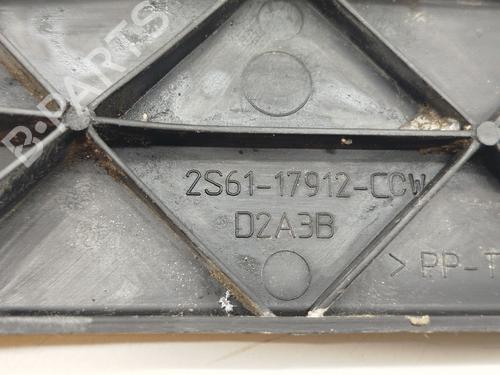 B-PARTS
2S61-17912-CCW
D2A3B
> PP-T